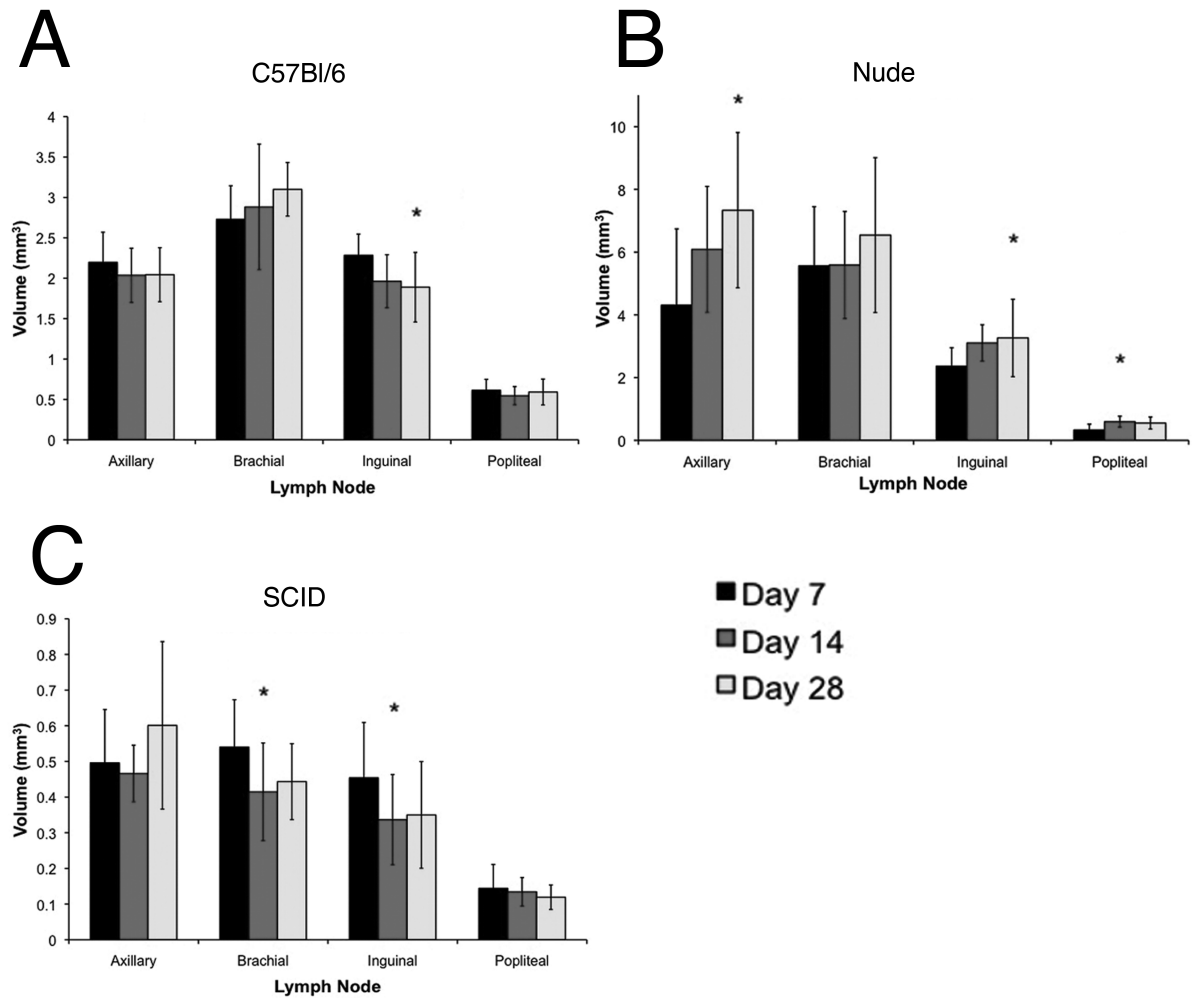 A
C57Bl/6
4
3.5
3
2.5
2
1.5
1
0.5
0
Volume (mm³)
*
Axillary Brachial Inguinal Popliteal
Lymph Node
B
Nude
10
8
6
4
2
0
Volume (mm³)
*
*
*
Axillary Brachial Inguinal Popliteal
Lymph Node
C
SCID
0.9
0.8
0.7
0.6
0.5
0.4
0.3
0.2
0.1
0
Volume (mm³)
* *
Axillary Brachial Inguinal Popliteal
Lymph Node
Day 7
Day 14
Day 28